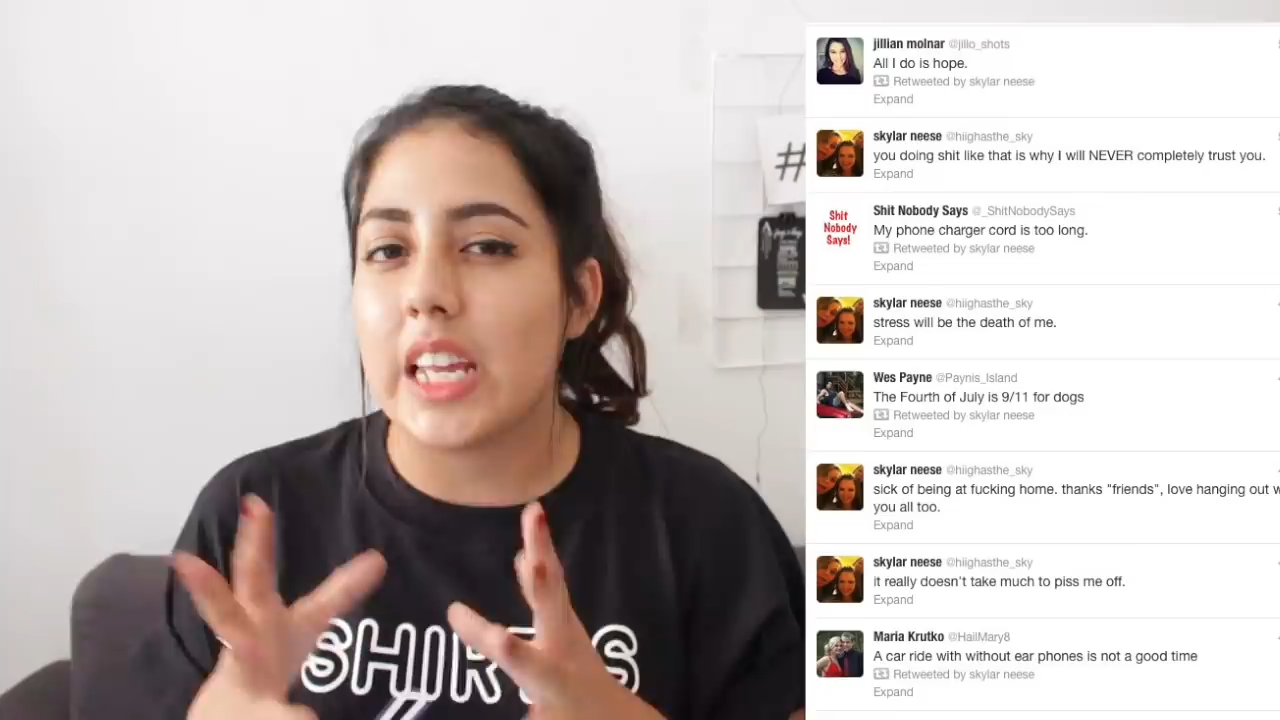 jillian molnar @jillo_shots
All I do is hope.
Retweeted by skylar neese
Expand
skylar neese @hiighasthe_sky
you doing shit like that is why I will NEVER completely trust you.
Expand
Shit
Nobody
Says!
Shit Nobody Says @_ShitNobodySays
My phone charger cord is too long.
Retweeted by skylar neese
Expand
skylar neese @hiighasthe_sky
stress will be the death of me.
Expand
Wes Payne @Paynis_Island
The Fourth of July is 9/11 for dogs
Retweeted by skylar neese
Expand
skylar neese @hiighasthe_sky
sick of being at fucking home. thanks "friends", love hanging out w
you all too.
Expand
skylar neese @hiighasthe_sky
it really doesn't take much to piss me off.
Expand
Maria Krutko @HailMary8
A car ride with without ear phones is not a good time
Retweeted by skylar neese
Expand
#